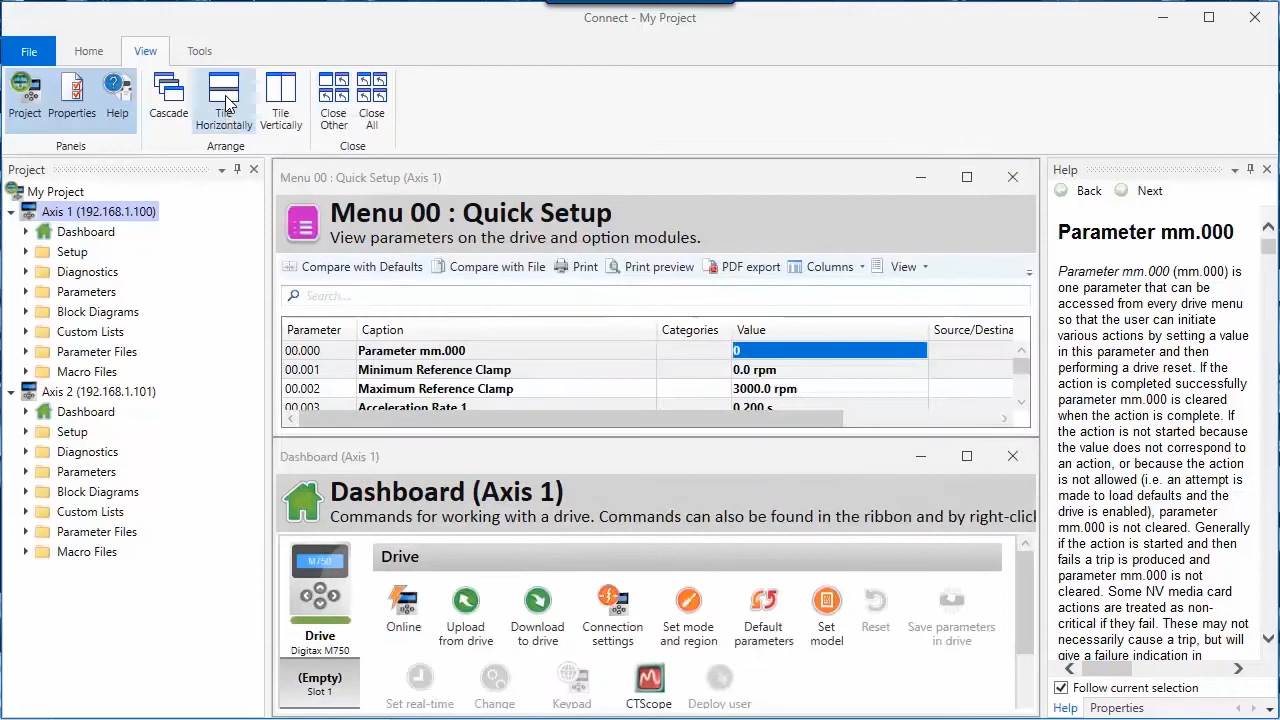 Connect - My Project
File Home View Tools
Project Properties Help Cascade Tile Horizontally Tile Vertically Close Other Close All
Panels Arrange Close
Project
My Project
Axis 1 (192.168.1.100)
Dashboard
Setup
Diagnostics
Parameters
Block Diagrams
Custom Lists
Parameter Files
Macro Files
Axis 2 (192.168.1.101)
Dashboard
Setup
Diagnostics
Parameters
Block Diagrams
Custom Lists
Parameter Files
Macro Files
Menu 00 : Quick Setup (Axis 1)
Menu 00 : Quick Setup
View parameters on the drive and option modules.
Compare with Defaults Compare with File Print Print preview PDF export Columns View
Search...
Parameter Caption Categories Value Source/Destina
00.000 Parameter mm.000 0
00.001 Minimum Reference Clamp 0.0 rpm
00.002 Maximum Reference Clamp 3000.0 rpm
00.003 Acceleration Rate 1 0.200 s
Dashboard (Axis 1)
Dashboard (Axis 1)
Commands for working with a drive. Commands can also be found in the ribbon and by right-clicl
M750
Drive
Digitax M750
(Empty)
Slot 1
Drive
Online Upload from drive Download to drive Connection settings Set mode and region Default parameters Set model Reset Save parameters in drive
Set real-time Change Keypad CTScope Deploy user
Help
Back Next
Parameter mm.000
Parameter mm.000 (mm.000) is
one parameter that can be
accessed from every drive menu
so that the user can initiate
various actions by setting a value
in this parameter and then
performing a drive reset. If the
action is completed successfully
parameter mm.000 is cleared
when the action is complete. If
the action is not started because
the value does not correspond to
an action, or because the action
is not allowed (i.e. an attempt is
made to load defaults and the
drive is enabled), parameter
mm.000 is not cleared. Generally
if the action is started and then
fails a trip is produced and
parameter mm.000 is not
cleared. Some NV media card
actions are treated as non-
critical if they fail. These may not
necessarily cause a trip, but will
give a failure indication in
Follow current selection
Help Properties